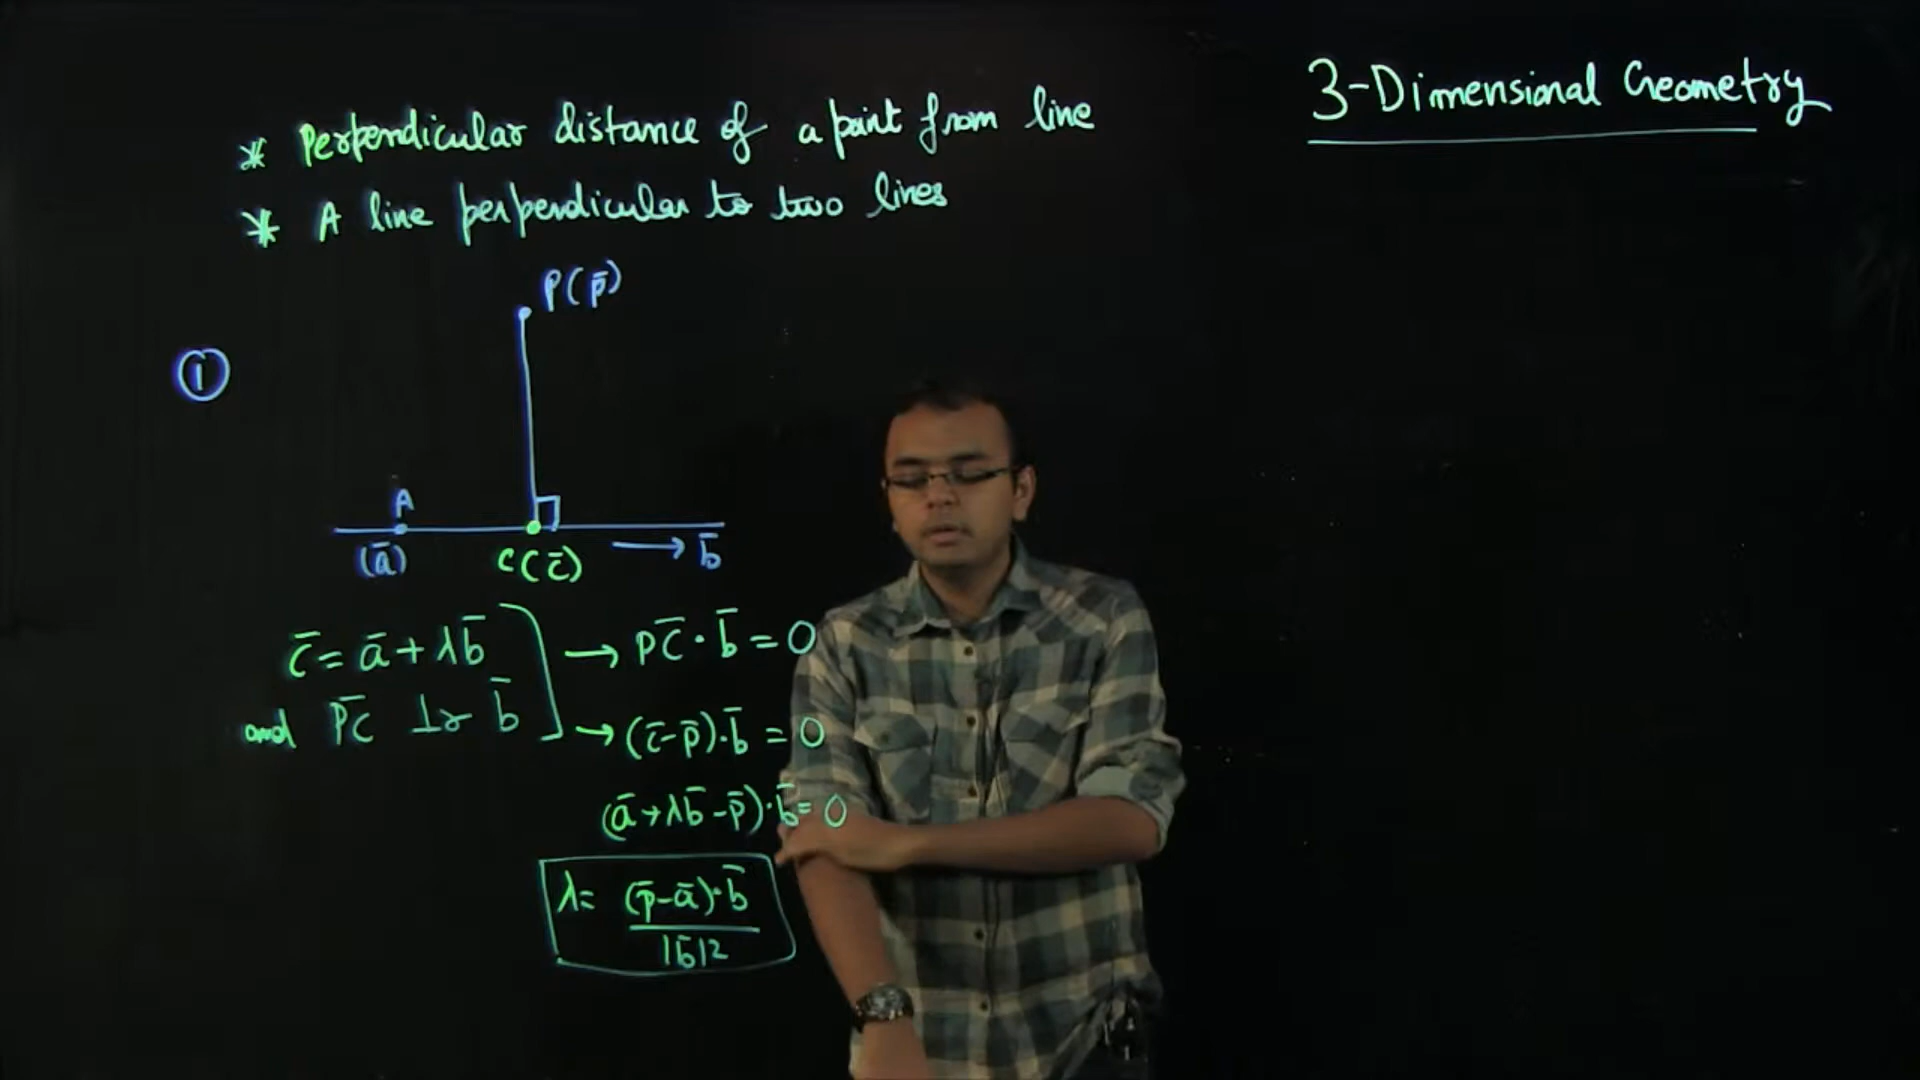 3-Dimensional Geometry
* Perpendicular distance of a point from line
* A line perpendicular to two lines
P(p̄)
①
A
(ā) C(c̄) → b̄
c̄ = ā + λb̄ → PC̄ · b̄ = 0
and PC̄ ⊥r b̄ → (c̄-p̄)·b̄ = 0
(ā+λb̄-p̄)·b̄ = 0
λ= (p̄-ā)·b̄
|b̄|2